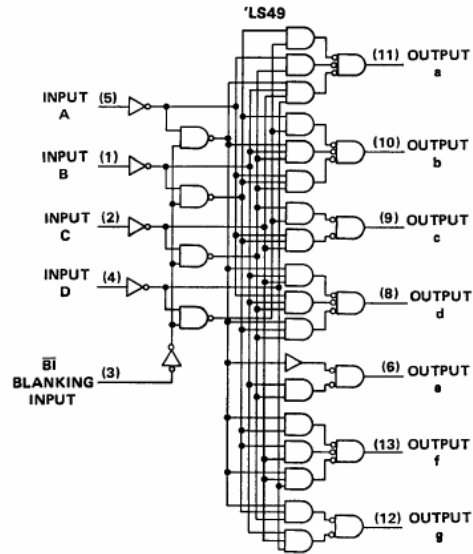 'LS49
(11) OUTPUT
a
INPUT (5)
A
INPUT (1)
B
(10) OUTPUT
b
INPUT (2)
C
(9) OUTPUT
c
INPUT (4)
D
(8) OUTPUT
d
BI (3)
BLANKING
INPUT
(6) OUTPUT
e
(13) OUTPUT
f
(12) OUTPUT
g